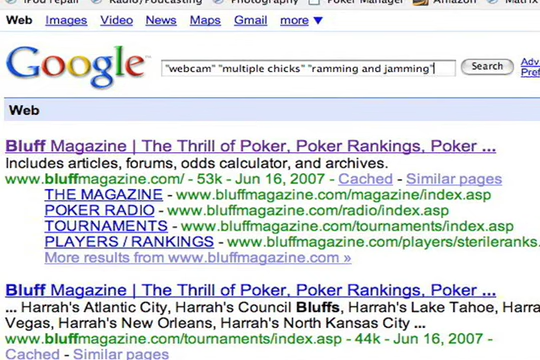 iPod repair Radio/Podcasting Photography Poker Manager Amazon Matrix
Web Images Video News Maps Gmail more ▼
Google™ "webcam" "multiple chicks" "ramming and jamming" Search
Web
Bluff Magazine | The Thrill of Poker, Poker Rankings, Poker ...
Includes articles, forums, odds calculator, and archives.
www.bluffmagazine.com/ - 53k - Jun 16, 2007 - Cached - Similar pages
THE MAGAZINE - www.bluffmagazine.com/magazine/index.asp
POKER RADIO - www.bluffmagazine.com/radio/index.asp
TOURNAMENTS - www.bluffmagazine.com/tournaments/index.asp
PLAYERS / RANKINGS - www.bluffmagazine.com/players/sterileranks.
More results from www.bluffmagazine.com »
Bluff Magazine | The Thrill of Poker, Poker Rankings, Poker ...
... Harrah's Atlantic City, Harrah's Council Bluffs, Harrah's Lake Tahoe, Harra
Vegas, Harrah's New Orleans, Harrah's North Kansas City ...
www.bluffmagazine.com/tournaments/index.asp - 44k - Jun 16, 2007 -
Cached - Similar pages